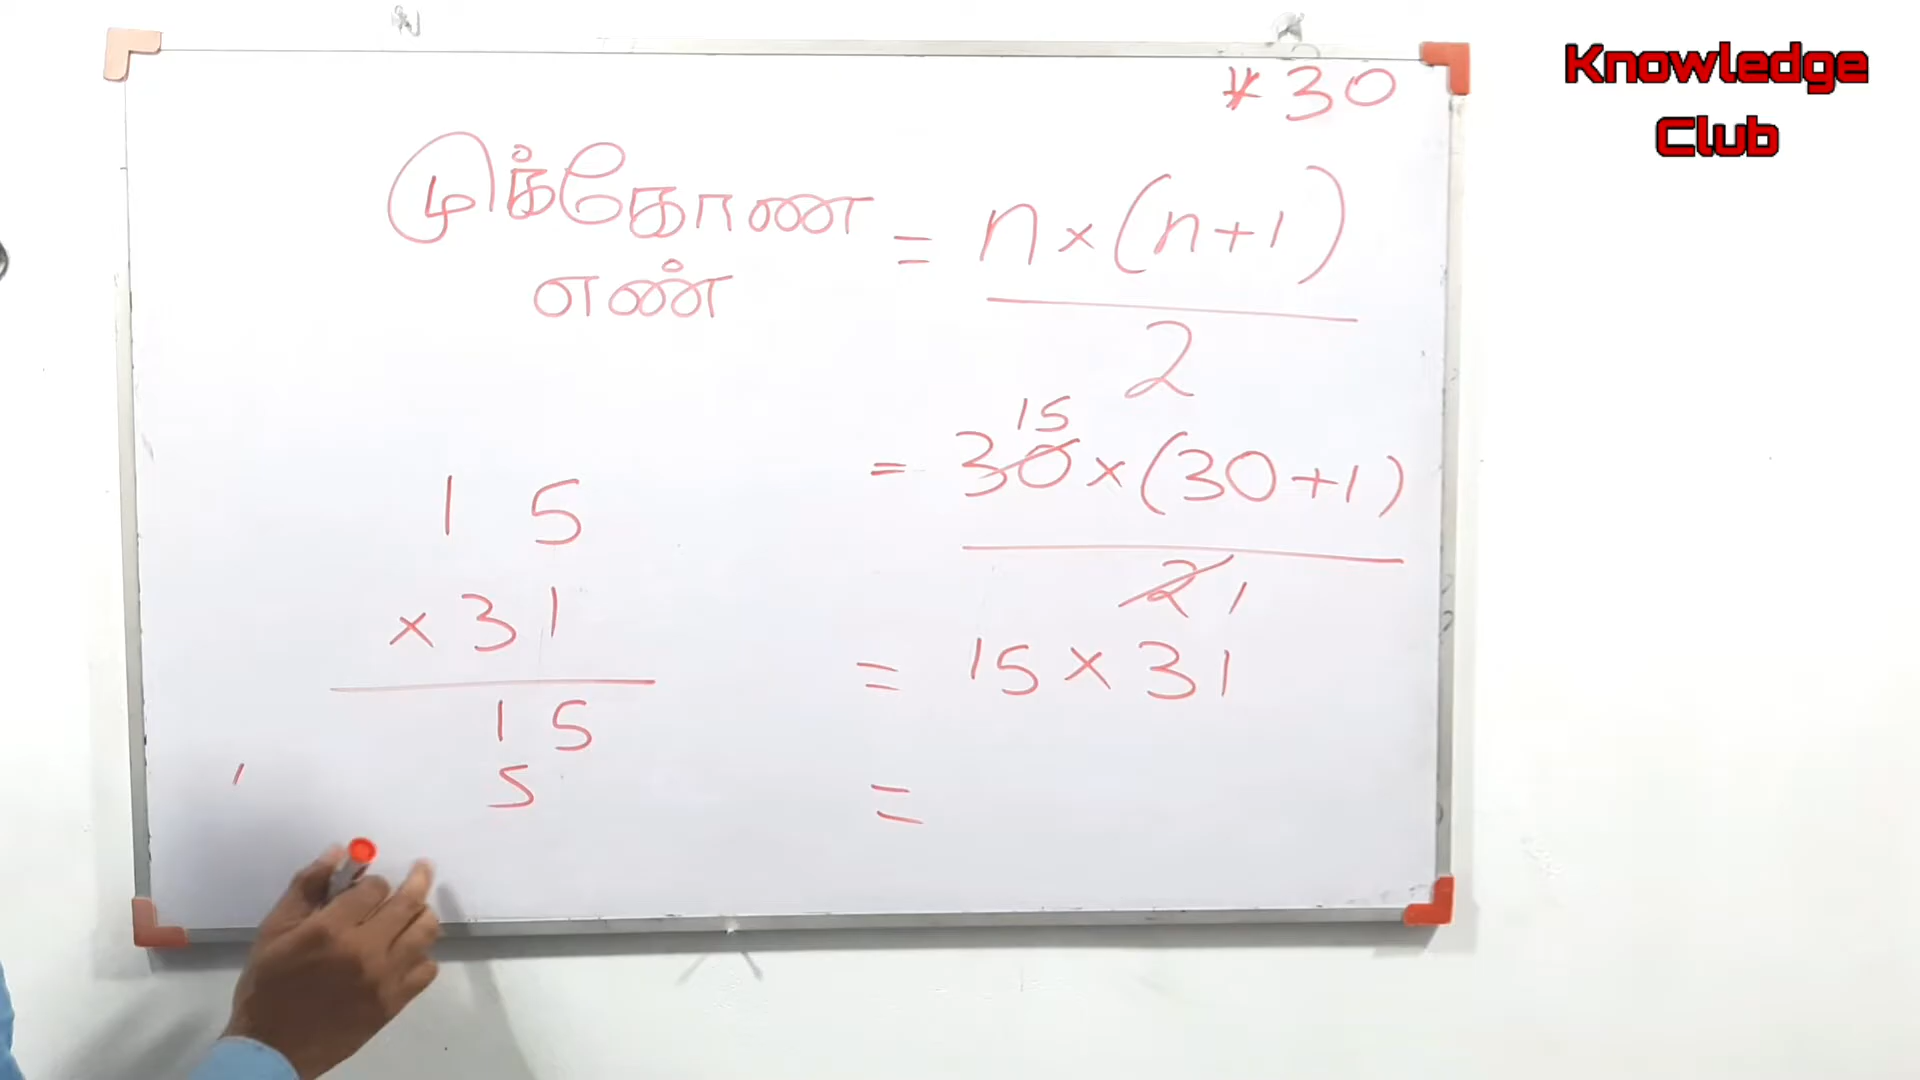 Knowledge
Club
* 30
முக்கோண
எண்
= n × (n+1)
2
15
= 30 × (30+1)
2 1
= 15 × 31
=
1 5
× 31
1 5
5
1